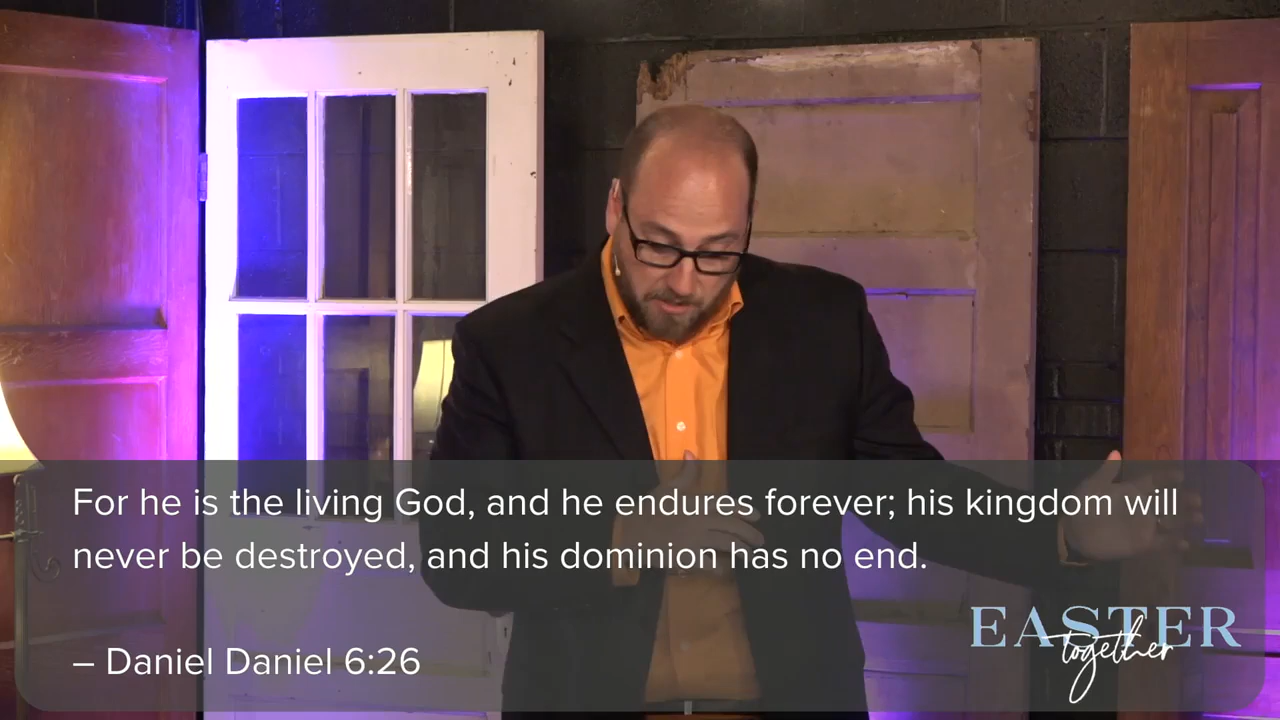 For he is the living God, and he endures forever; his kingdom will
never be destroyed, and his dominion has no end.
– Daniel Daniel 6:26
EASTER
together